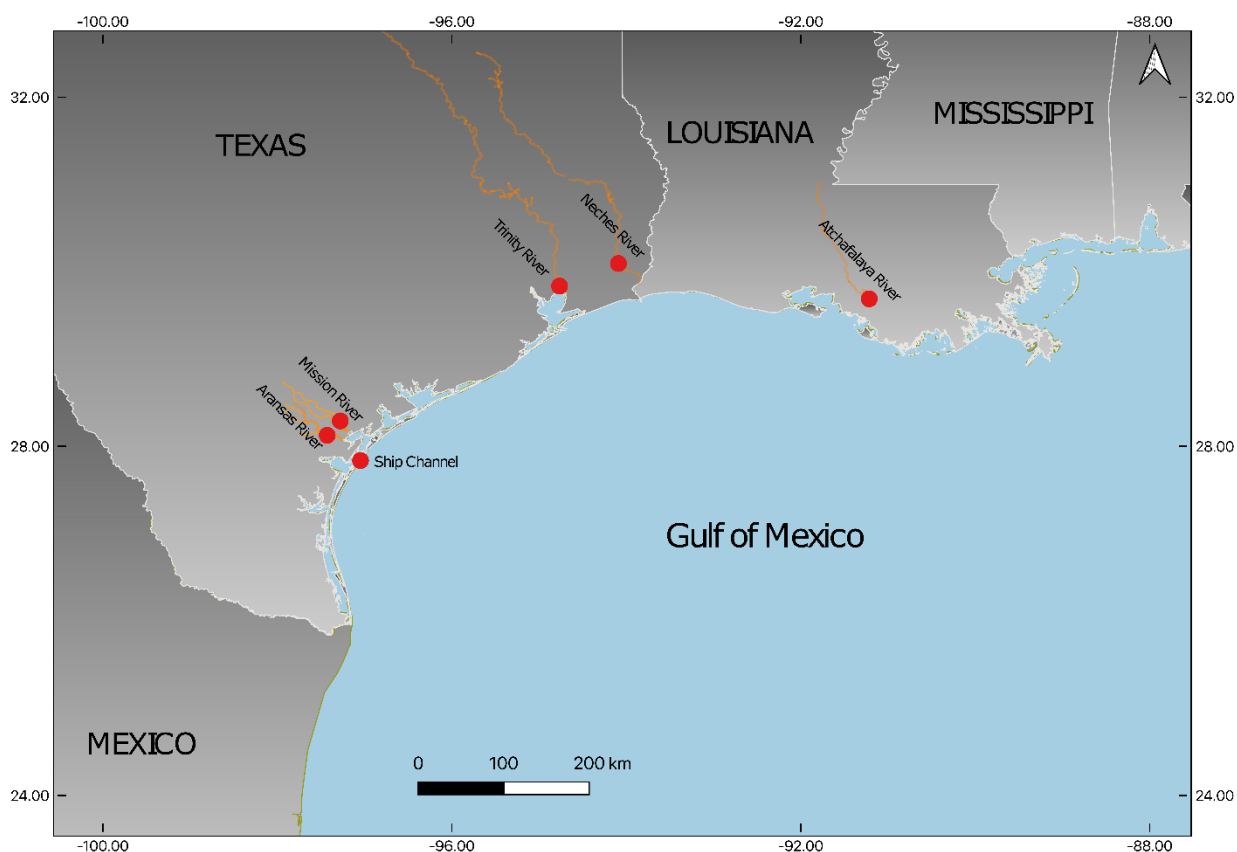 -100.00 -96.00 -92.00 -88.00
32.00 32.00
MISSISSIPPI
LOUISIANA
TEXAS
Neches River
Trinity River
Atchafalaya River
Mission River
Aransas River
28.00 28.00
Ship Channel
Gulf of Mexico
MEXICO
0 100 200 km
24.00 24.00
-100.00 -96.00 -92.00 -88.00